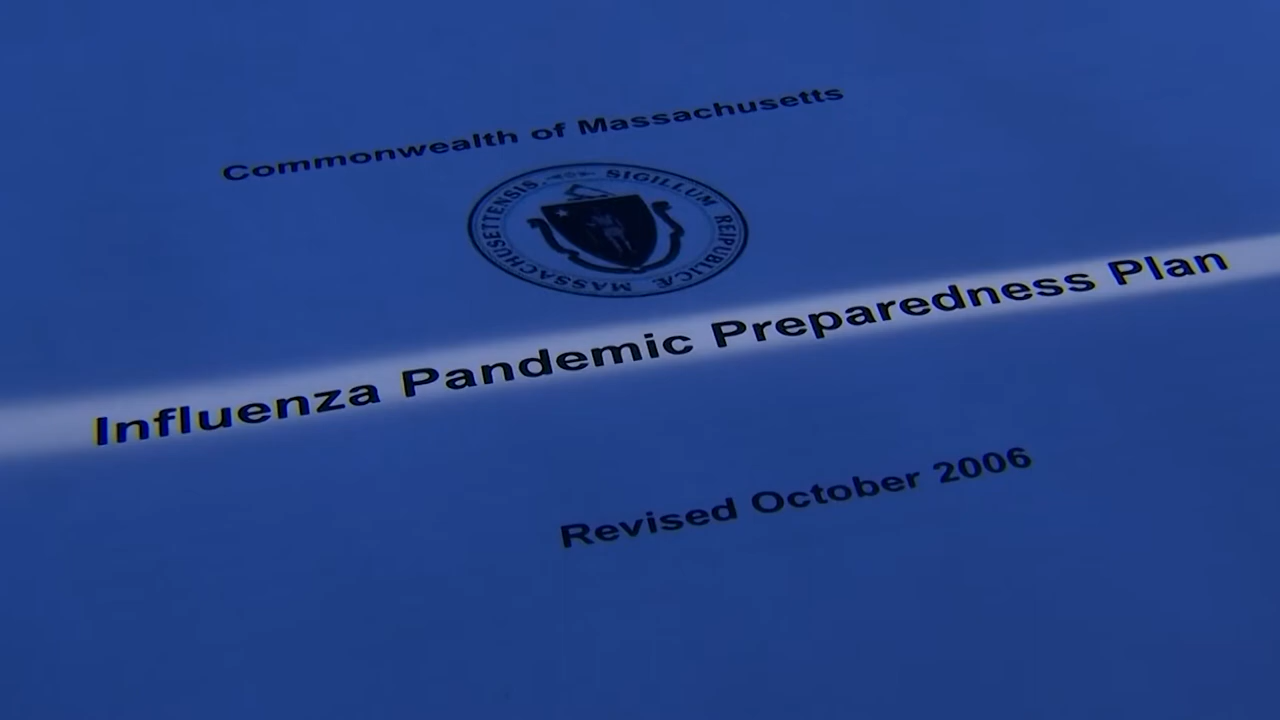 Commonwealth of Massachusetts
SIGILLUM REIPUBLICÆ MASSACHUSETTENSIS
Influenza Pandemic Preparedness Plan
Revised October 2006